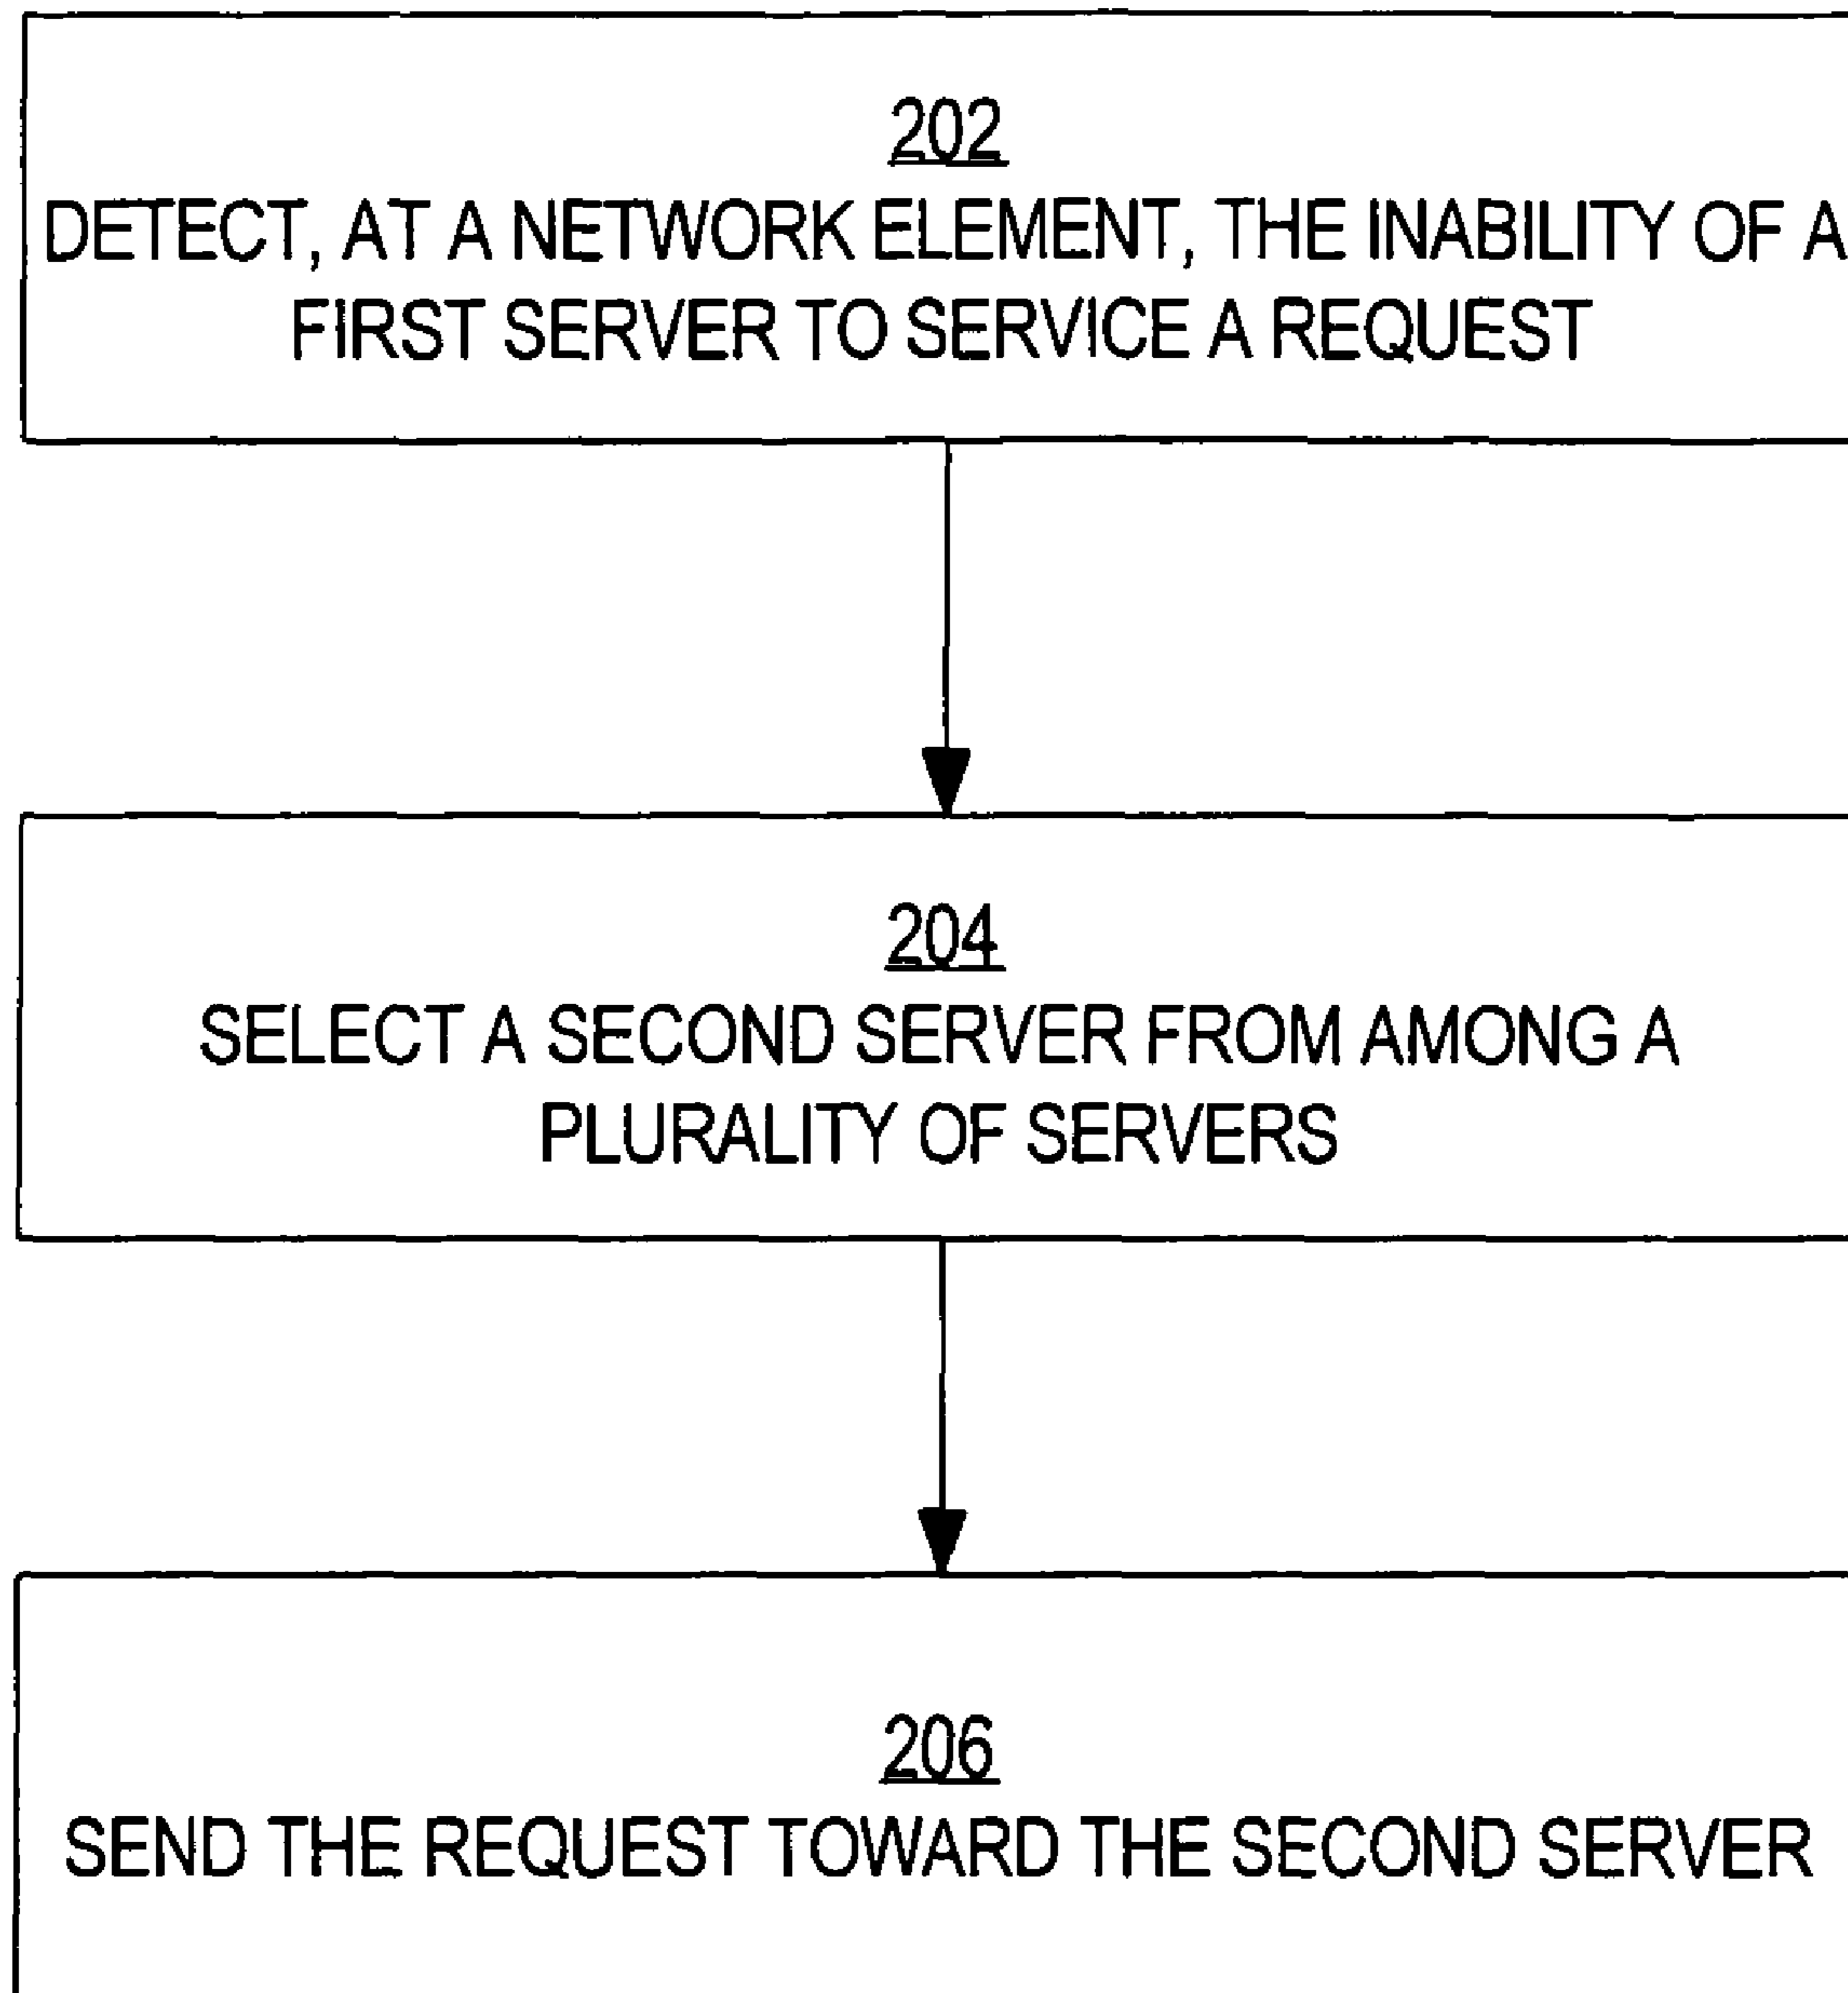 202
DETECT, AT A NETWORK ELEMENT, THE INABILITY OF A
FIRST SERVER TO SERVICE A REQUEST
204
SELECT A SECOND SERVER FROM AMONG A
PLURALITY OF SERVERS
206
SEND THE REQUEST TOWARD THE SECOND SERVER